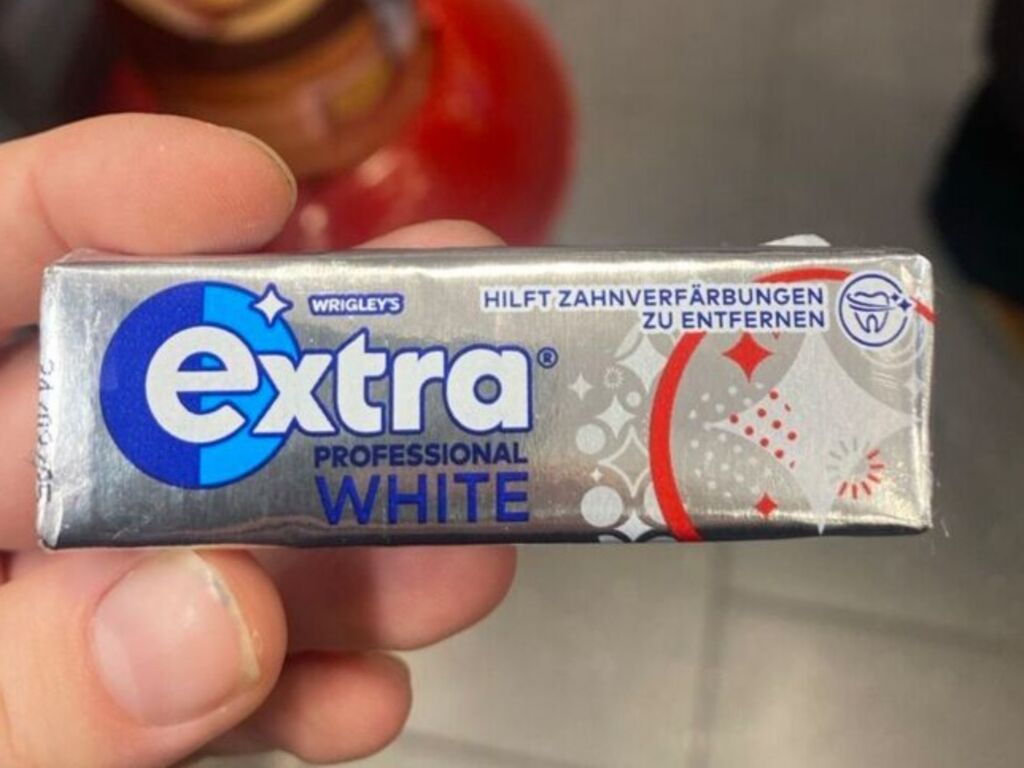 WRIGLEY'S
extra®
PROFESSIONAL
WHITE
HILFT ZAHNVERFÄRBUNGEN
ZU ENTFERNEN